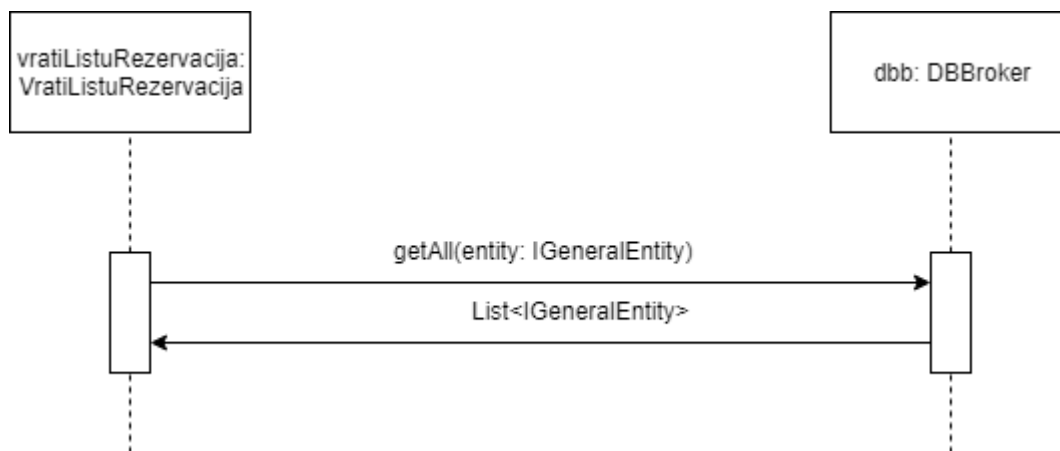 vratiListuRezervacija:
VratiListuRezervacija
dbb: DBBroker
getAll(entity: IGeneralEntity)
List<IGeneralEntity>